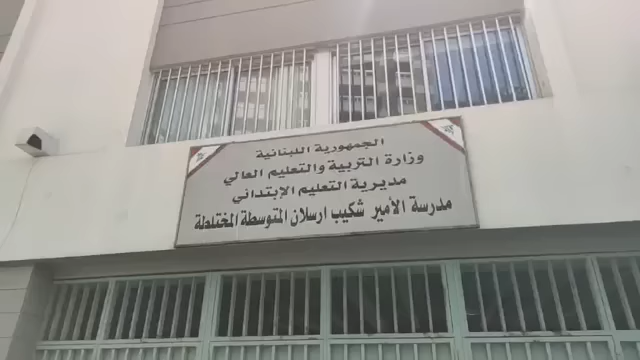 الجمهورية اللبنانية
وزارة التربية والتعليم العالي
مديرية التعليم الإبتدائي
مدرسة الأمير شكيب ارسلان المتوسطة المختلطة